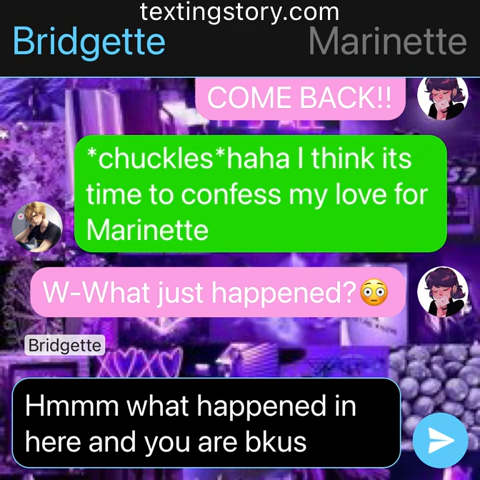 textingstory.com
Bridgette Marinette
COME BACK!!
*chuckles*haha I think its
time to confess my love for
Marinette
W-What just happened?😳
Bridgette
Hmmm what happened in
here and you are bkus